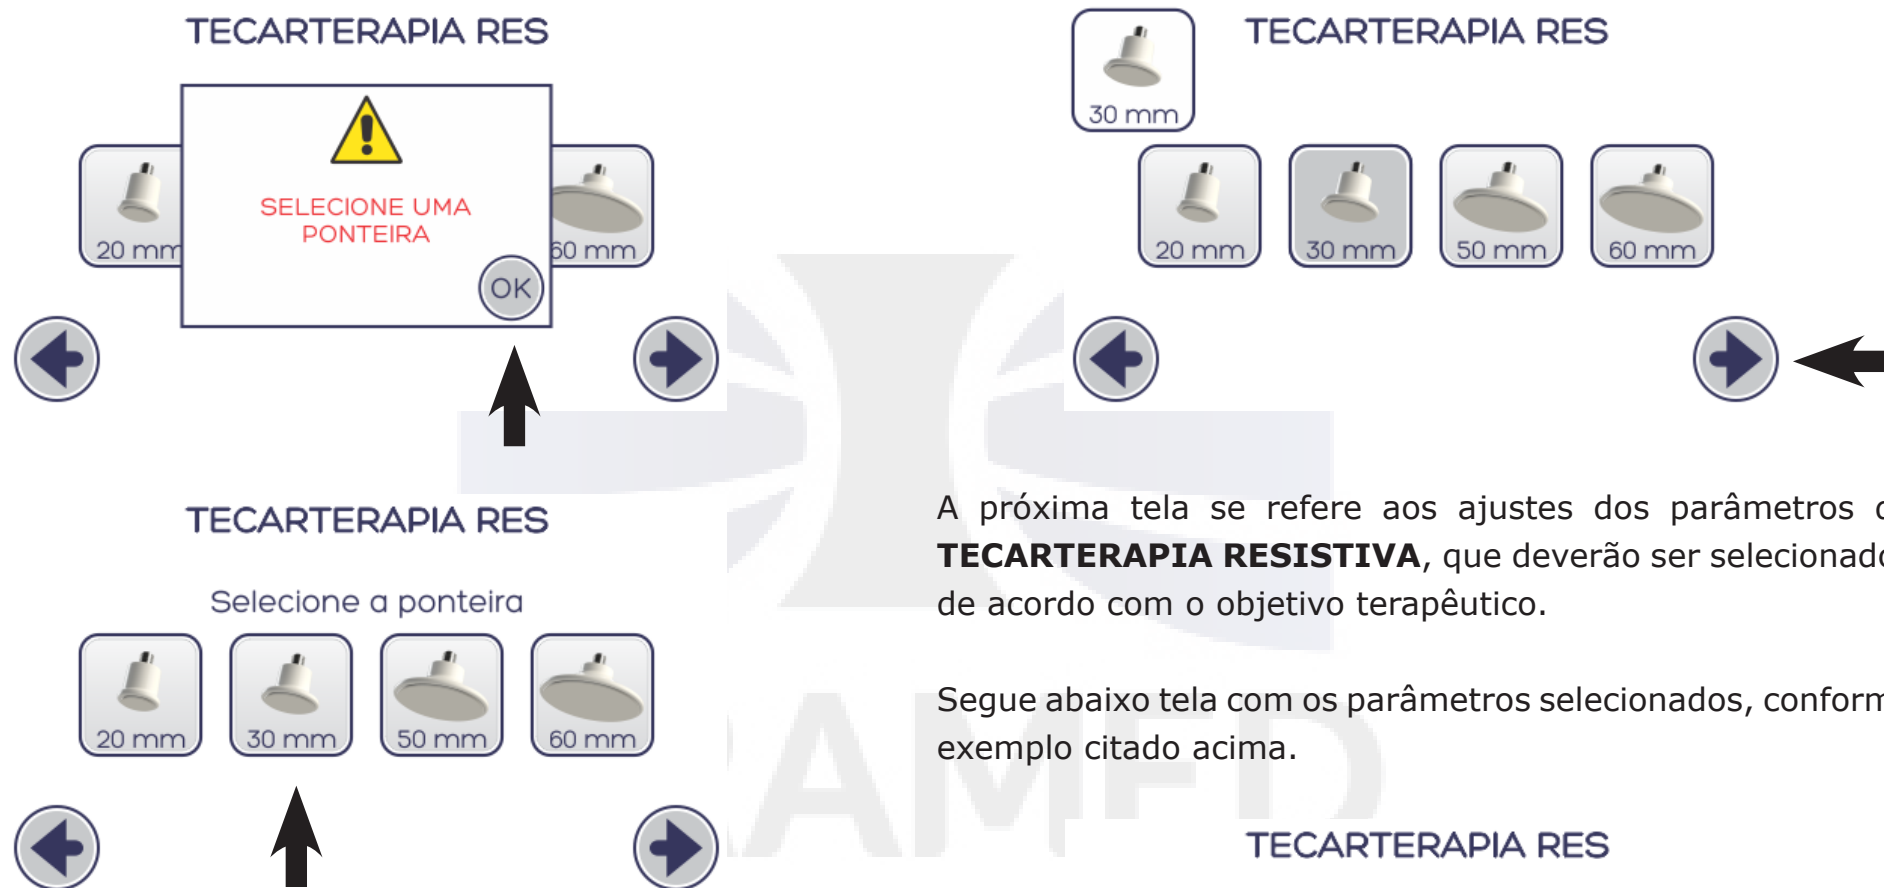 TECARTERAPIA RES
SELECIONE UMA
PONTEIRA
OK
20 mm
60 mm
TECARTERAPIA RES
Selecione a ponteira
20 mm
30 mm
50 mm
60 mm
TECARTERAPIA RES
30 mm
20 mm
30 mm
50 mm
60 mm
A próxima tela se refere aos ajustes dos parâmetros
TECARTERAPIA RESISTIVA, que deverão ser selecionado
de acordo com o objetivo terapêutico.
Segue abaixo tela com os parâmetros selecionados, conform
exemplo citado acima.
TECARTERAPIA RES
RAMED